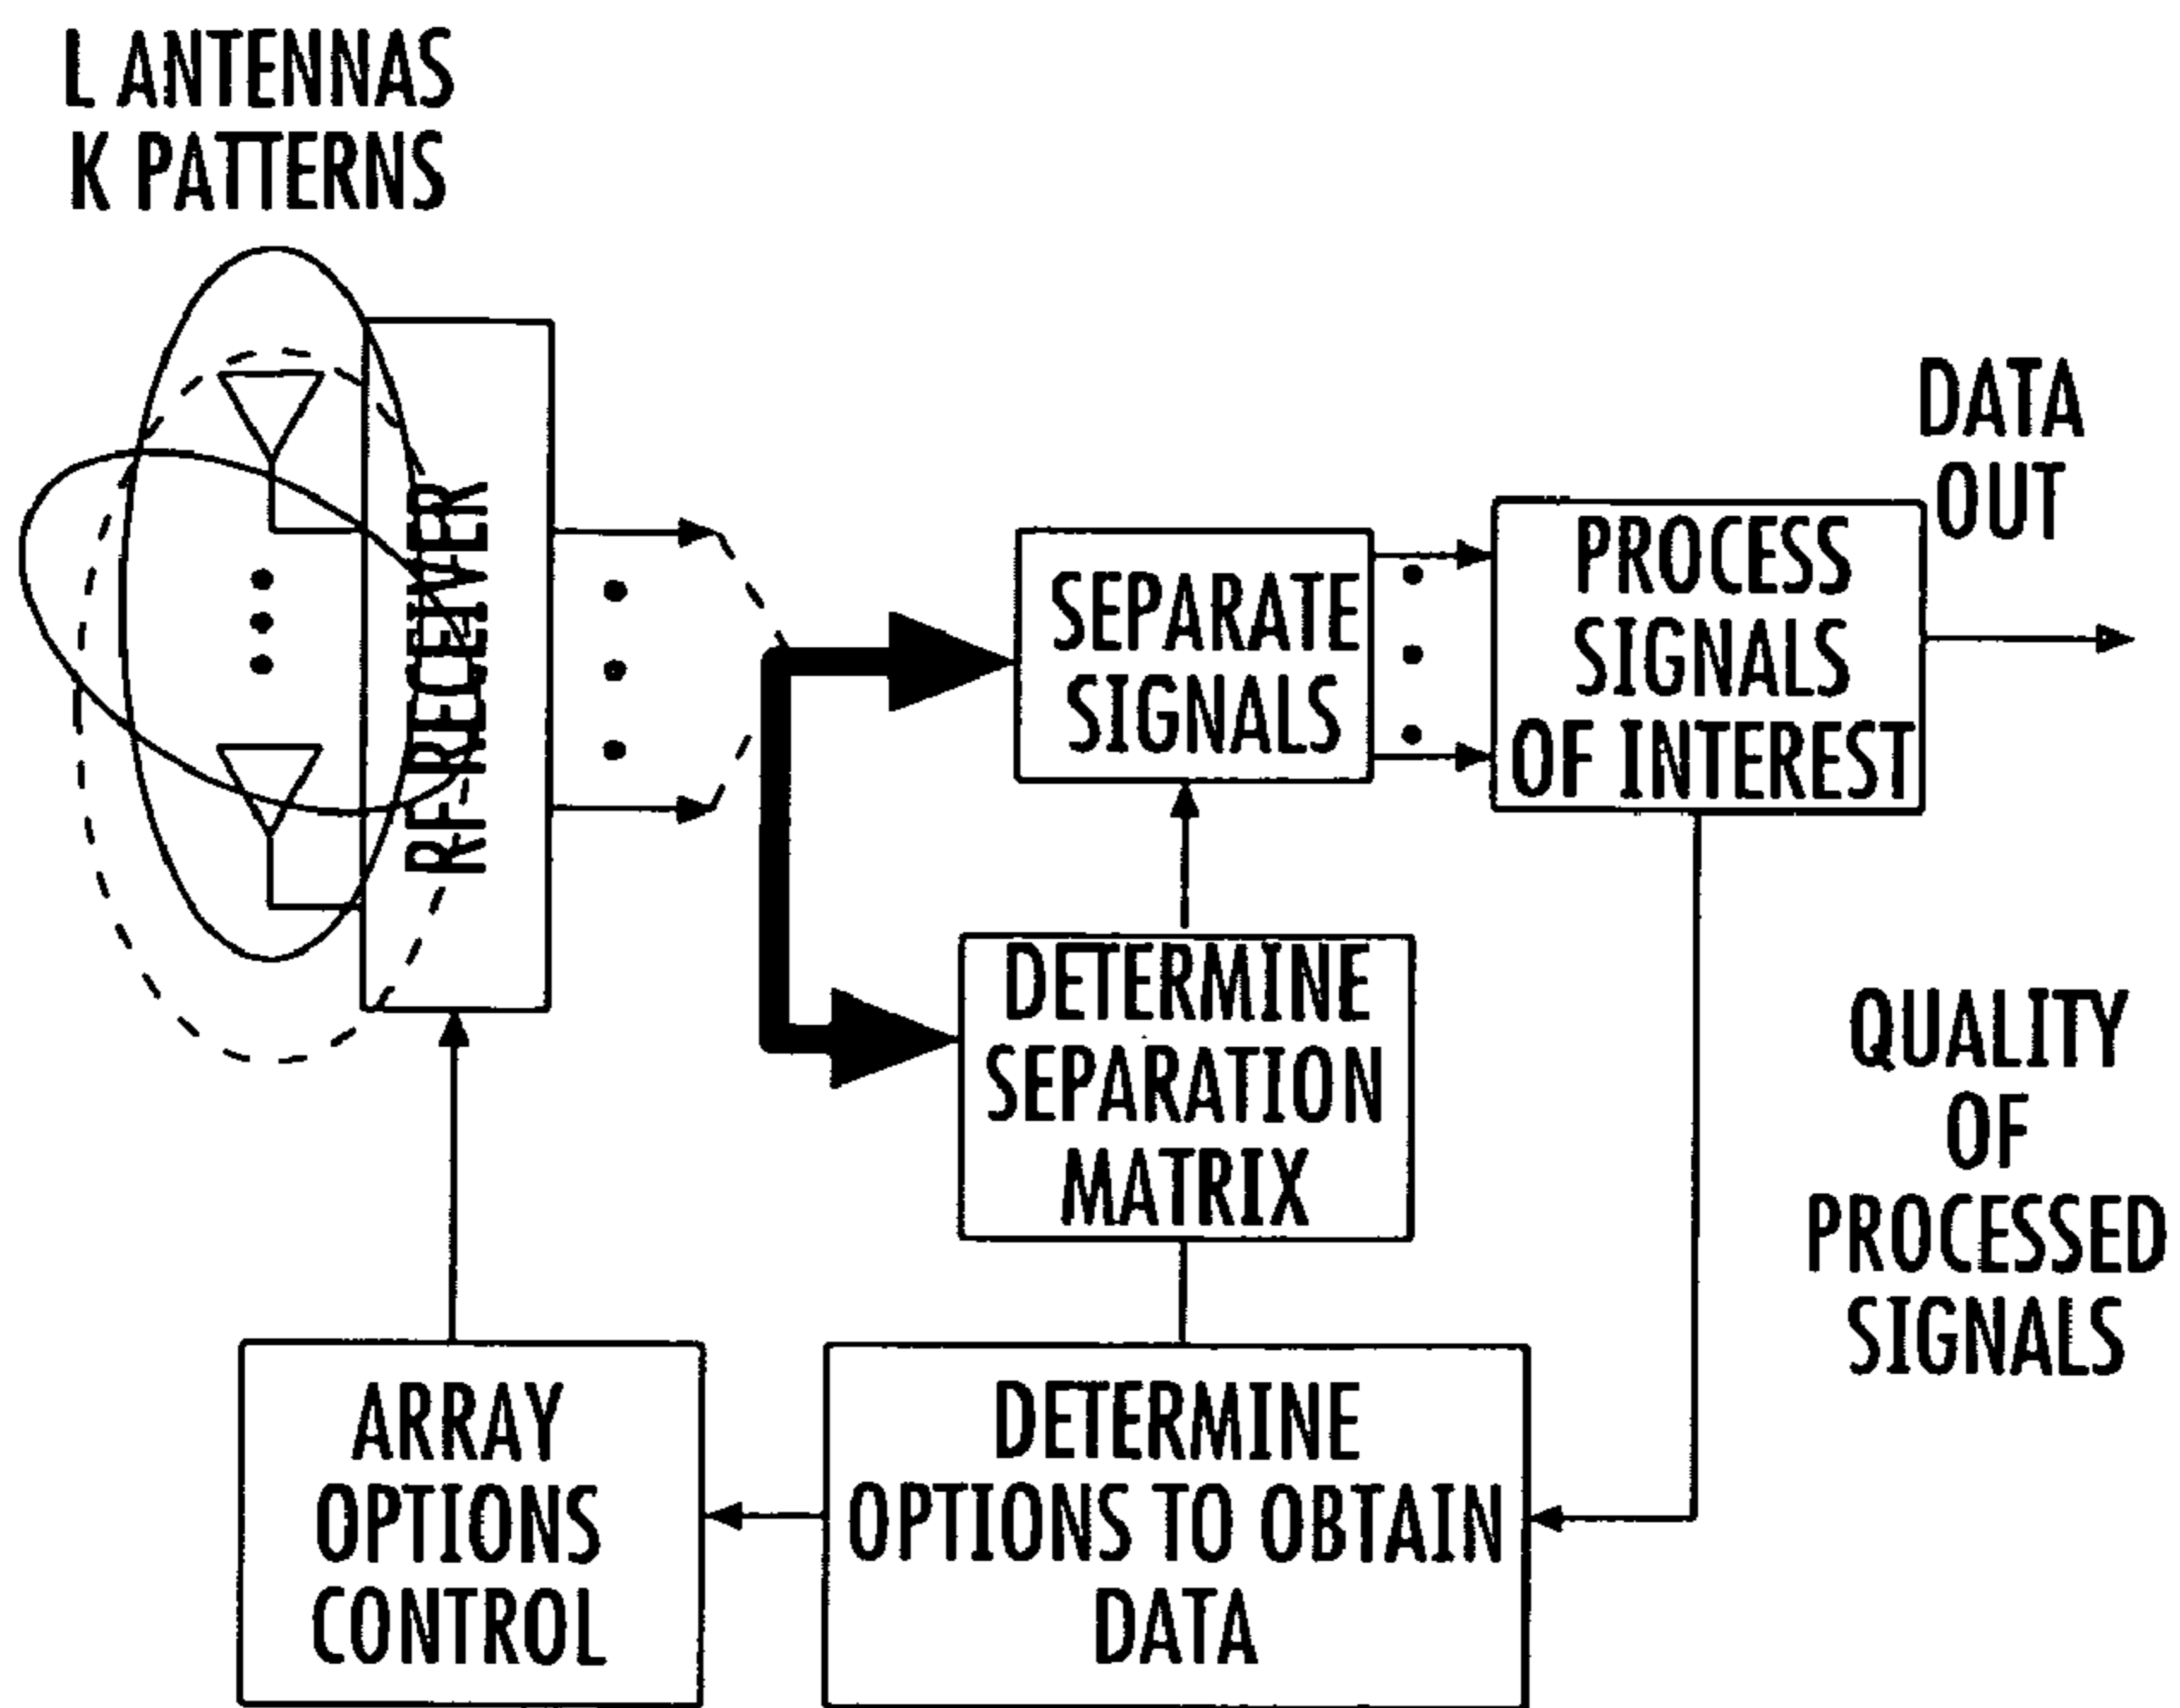 L ANTENNAS
K PATTERNS
RF RECEIVER
SEPARATE
SIGNALS
PROCESS
SIGNALS
OF INTEREST
DATA
OUT
DETERMINE
SEPARATION
MATRIX
QUALITY
OF
PROCESSED
SIGNALS
ARRAY
OPTIONS
CONTROL
DETERMINE
OPTIONS TO OBTAIN
DATA